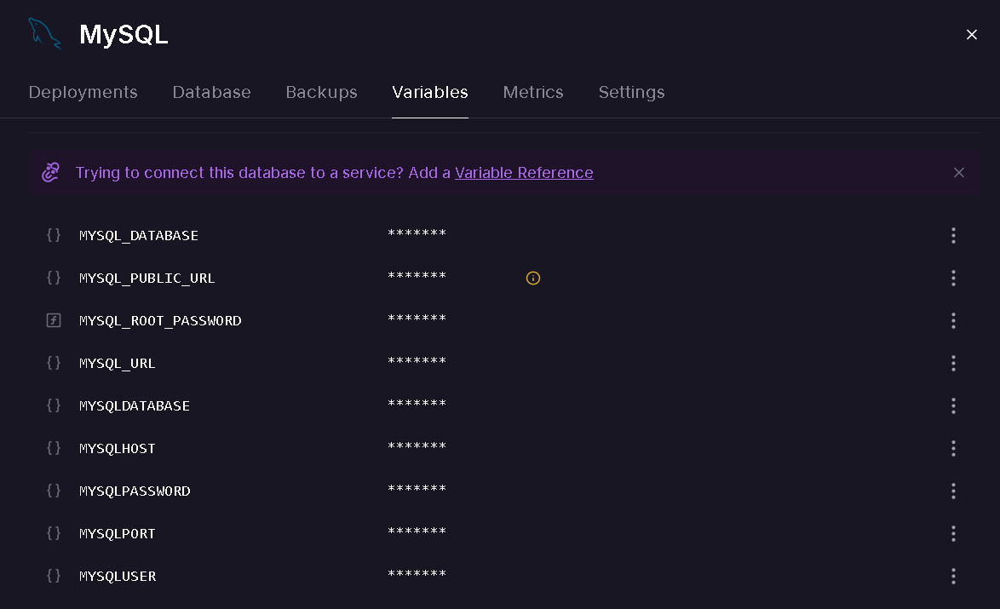 MySQL
Deployments Database Backups Variables Metrics Settings
Trying to connect this database to a service? Add a Variable Reference
{} MYSQL_DATABASE *******
{} MYSQL_PUBLIC_URL *******
MYSQL_ROOT_PASSWORD *******
{} MYSQL_URL *******
{} MYSQLDATABASE *******
{} MYSQLHOST *******
{} MYSQLPASSWORD *******
{} MYSQLPORT *******
{} MYSQLUSER *******